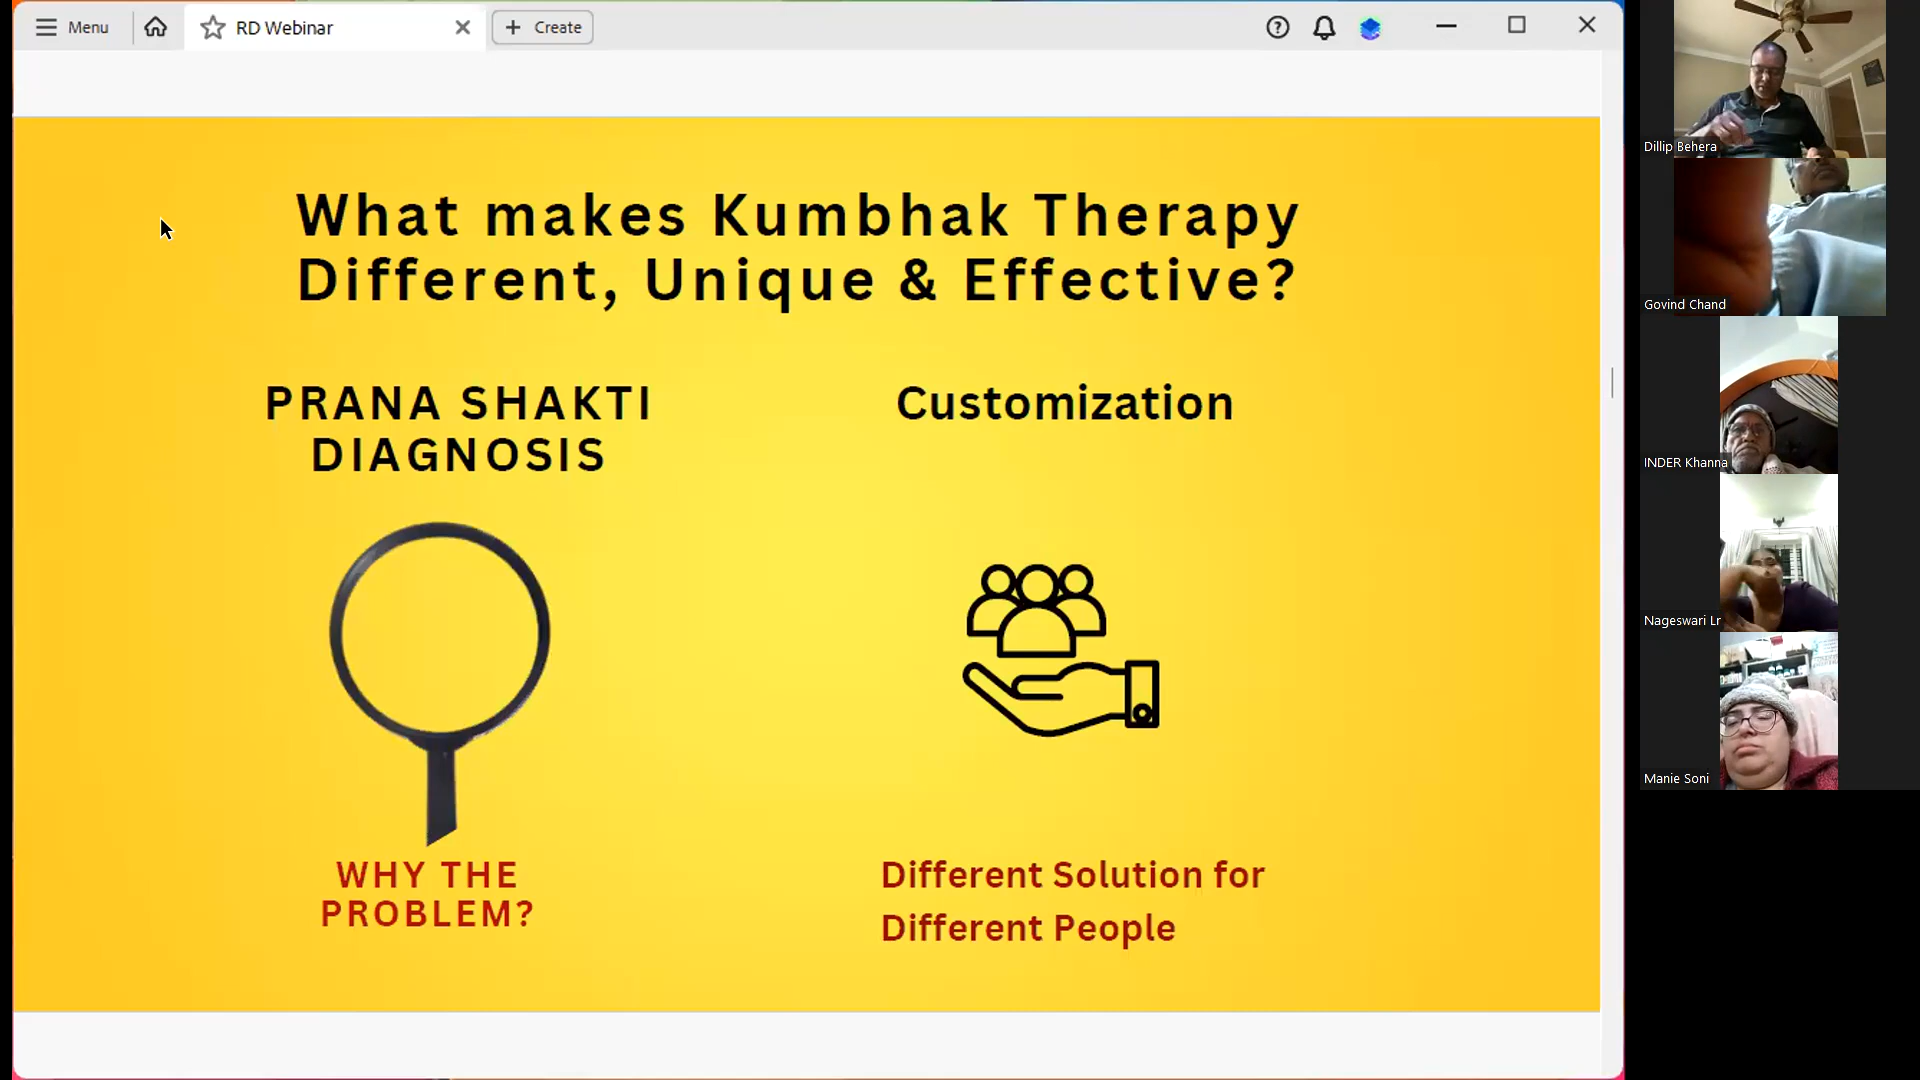 Menu
RD Webinar
Create
What makes Kumbhak Therapy
Different, Unique & Effective?
PRANA SHAKTI
DIAGNOSIS
WHY THE
PROBLEM?
Customization
Different Solution for
Different People
Dillip Behera
Govind Chand
INDER Khanna
Nageswari Lr
Manie Soni